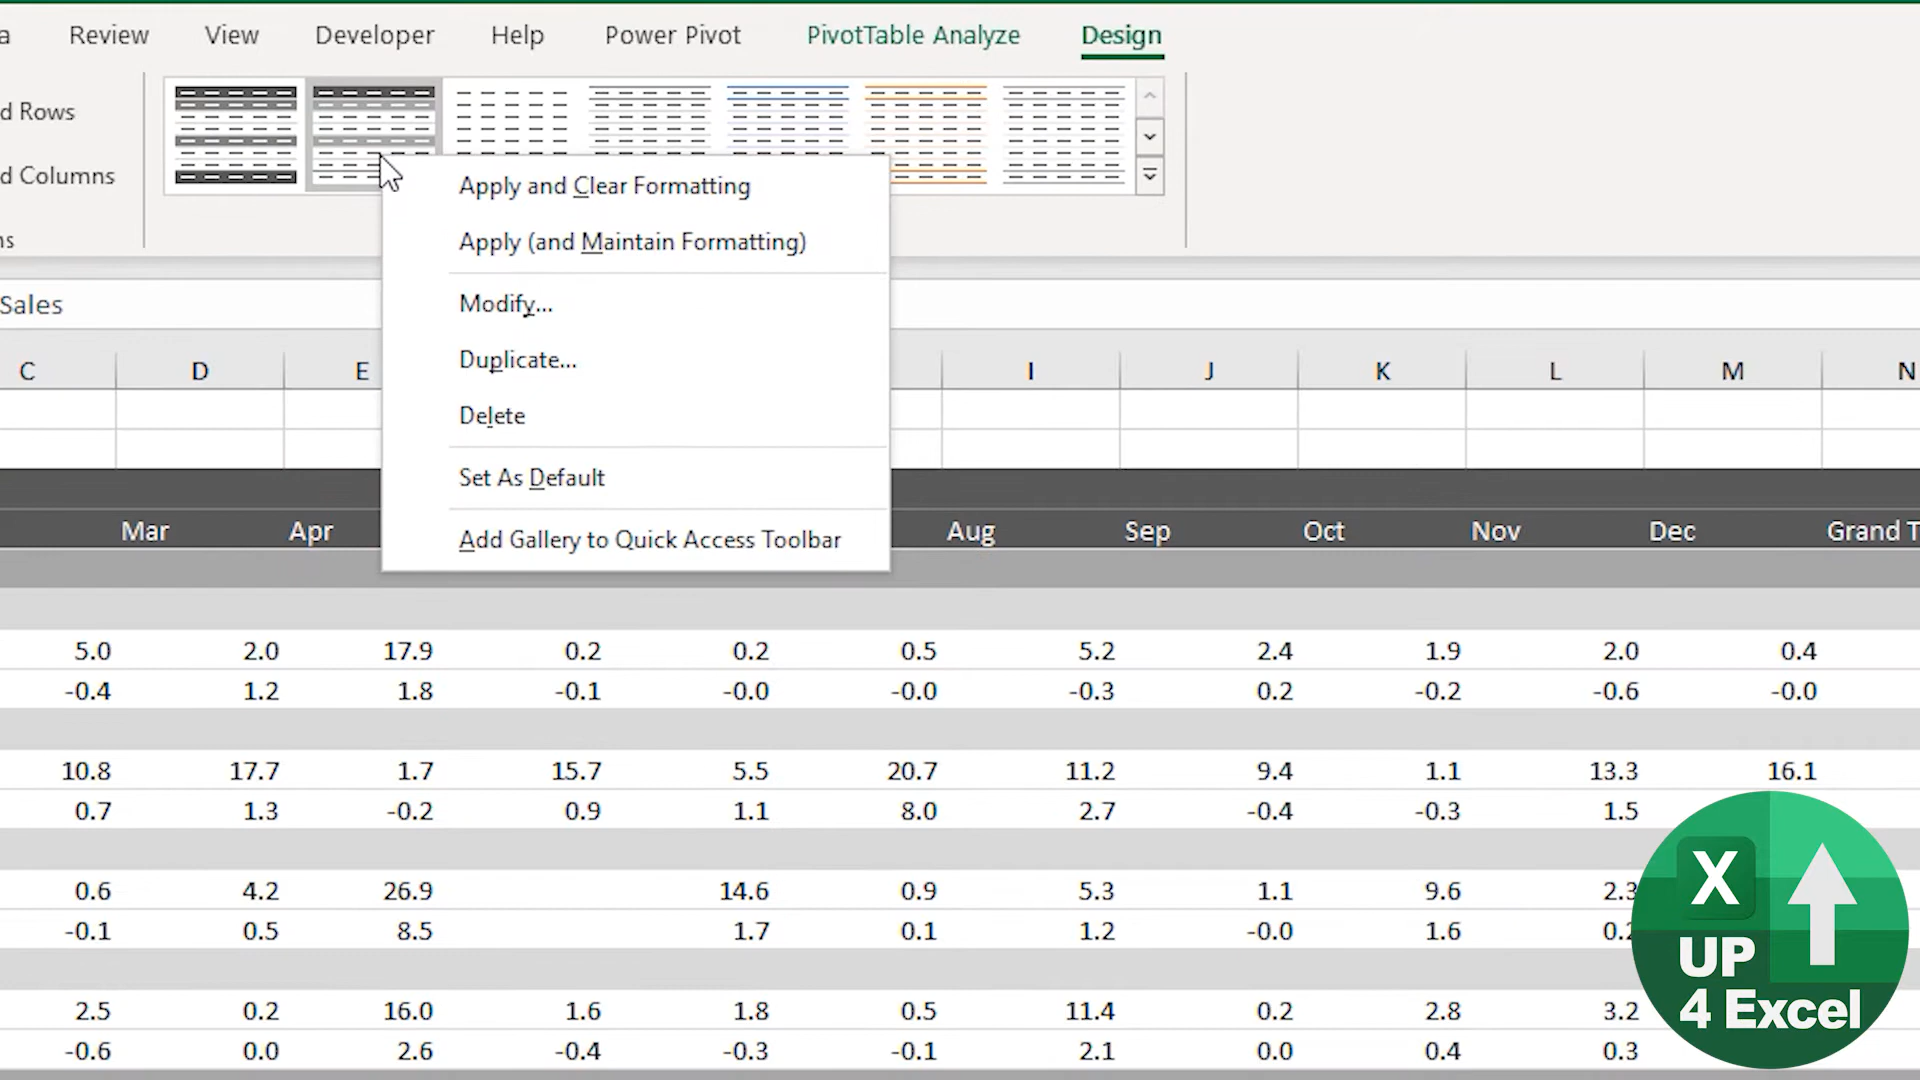 a Review View Developer Help Power Pivot PivotTable Analyze Design
d Rows
d Columns
ns
Apply and Clear Formatting
Apply (and Maintain Formatting)
Modify...
Duplicate...
Delete
Set As Default
Add Gallery to Quick Access Toolbar
Sales
C D E I J K L M N
Mar Apr Aug Sep Oct Nov Dec Grand T
5.0 2.0 17.9 0.2 0.2 0.5 5.2 2.4 1.9 2.0 0.4
-0.4 1.2 1.8 -0.1 -0.0 -0.0 -0.3 0.2 -0.2 -0.6 -0.0
10.8 17.7 1.7 15.7 5.5 20.7 11.2 9.4 1.1 13.3 16.1
0.7 1.3 -0.2 0.9 1.1 8.0 2.7 -0.4 -0.3 1.5
0.6 4.2 26.9 14.6 0.9 5.3 1.1 9.6 2.3
-0.1 0.5 8.5 1.7 0.1 1.2 -0.0 1.6 0.2
2.5 0.2 16.0 1.6 1.8 0.5 11.4 0.2 2.8 3.2
-0.6 0.0 2.6 -0.4 -0.3 -0.1 2.1 0.0 0.4 0.3
X
UP
4 Excel